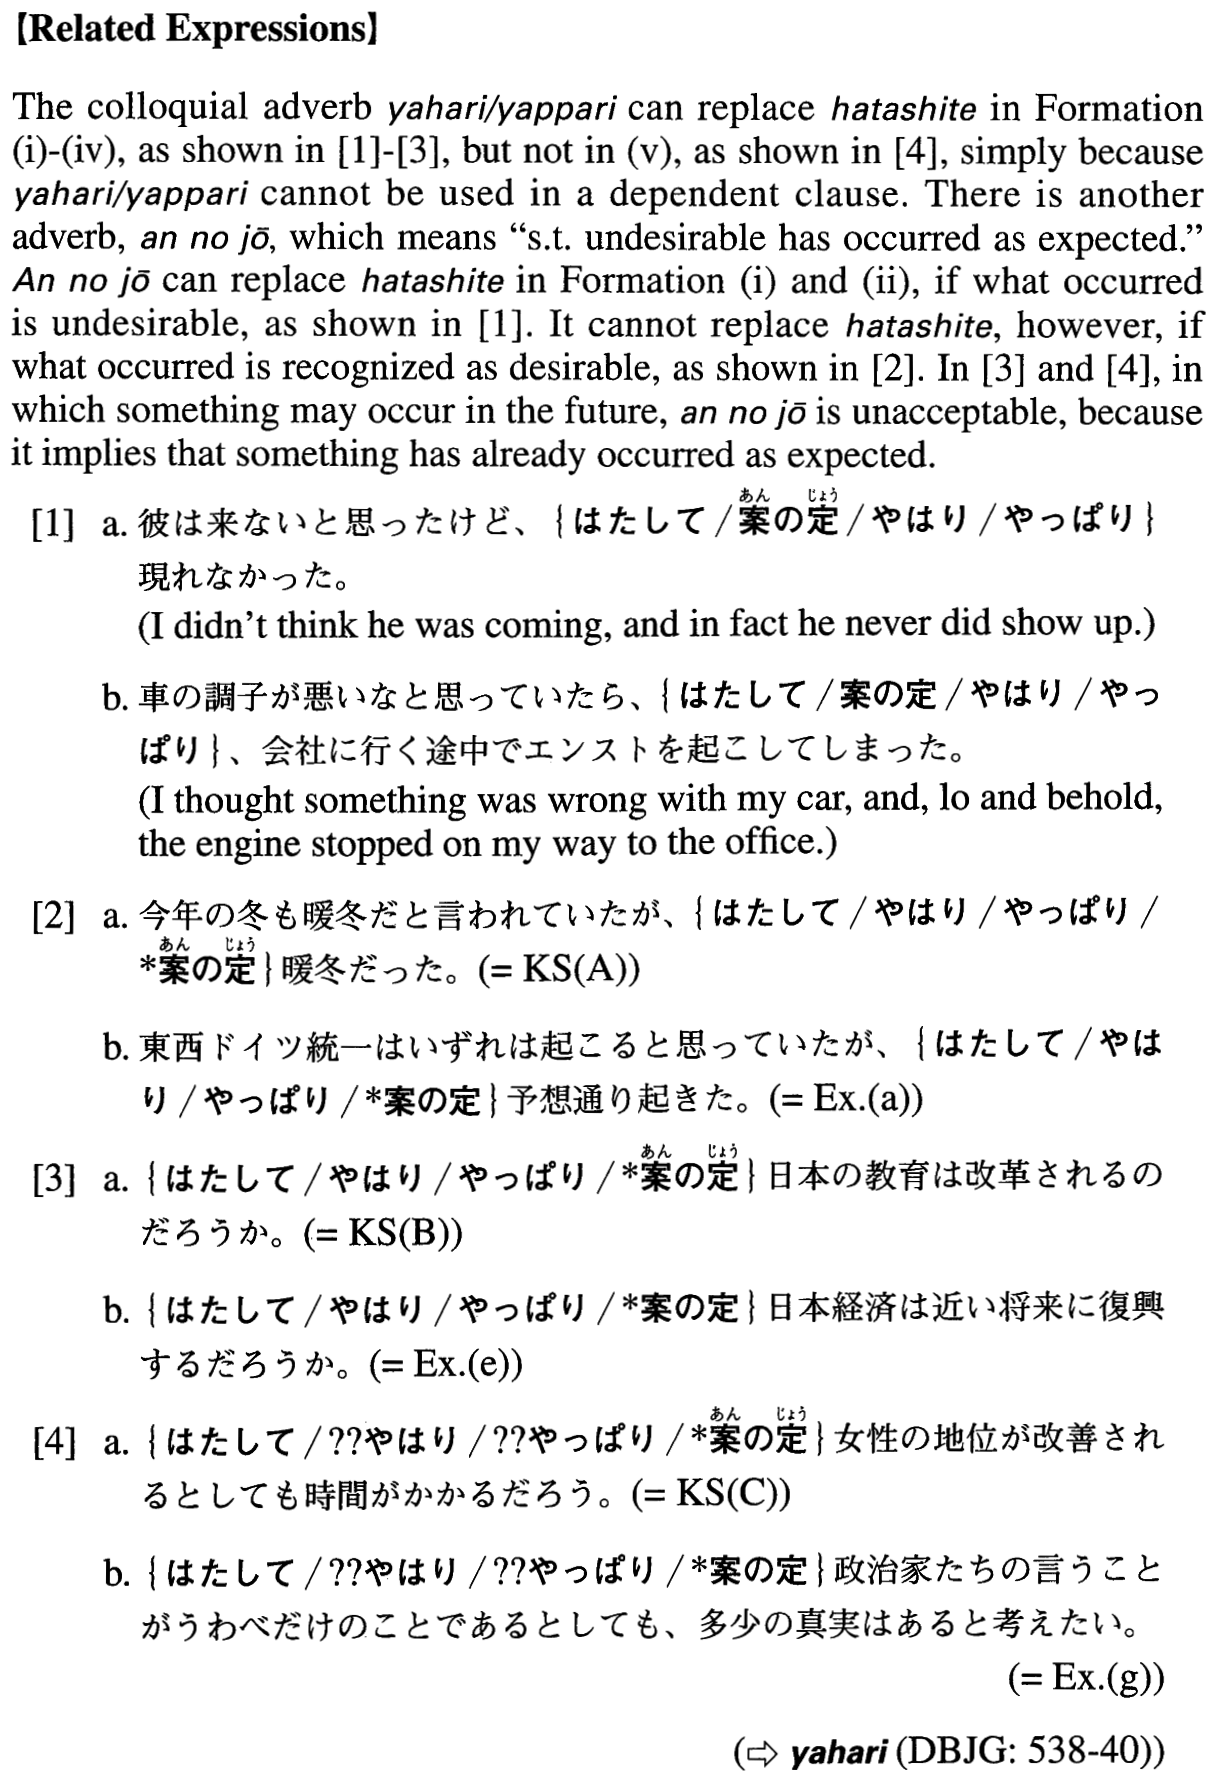 【Related Expressions】
The colloquial adverb yahari/yappari can replace hatashite in Formation
(i)-(iv), as shown in [1]-[3], but not in (v), as shown in [4], simply because
yahari/yappari cannot be used in a dependent clause. There is another
adverb, an no jō, which means “s.t. undesirable has occurred as expected.”
An no jō can replace hatashite in Formation (i) and (ii), if what occurred
is undesirable, as shown in [1]. It cannot replace hatashite, however, if
what occurred is recognized as desirable, as shown in [2]. In [3] and [4], in
which something may occur in the future, an no jō is unacceptable, because
it implies that something has already occurred as expected.
あん じょう
[1] a. 彼は来ないと思ったけど、{はたして/案の定/やはり/やっぱり}
現れなかった。
(I didn’t think he was coming, and in fact he never did show up.)
b. 車の調子が悪いなと思っていたら、{はたして/案の定/やはり/やっ
ぱり}、会社に行く途中でエンストを起こしてしまった。
(I thought something was wrong with my car, and, lo and behold,
the engine stopped on my way to the office.)
[2] a. 今年の冬も暖冬だと言われていたが、{はたして/やはり/やっぱり/
あん じょう
*案の定}暖冬だった。(= KS(A))
b. 東西ドイツ統一はいずれは起こると思っていたが、{はたして/やは
り/やっぱり/*案の定}予想通り起きた。(= Ex.(a))
あん じょう
[3] a. {はたして/やはり/やっぱり/*案の定}日本の教育は改革されるの
だろうか。(= KS(B))
b. {はたして/やはり/やっぱり/*案の定}日本経済は近い将来に復興
するだろうか。(= Ex.(e))
あん じょう
[4] a. {はたして/??やはり/??やっぱり/*案の定}女性の地位が改善され
るとしても時間がかかるだろう。(= KS(C))
b. {はたして/??やはり/??やっぱり/*案の定}政治家たちの言うこと
がうわべだけのことであるとしても、多少の真実はあると考えたい。
(= Ex.(g))
(⇨ yahari (DBJG: 538-40))